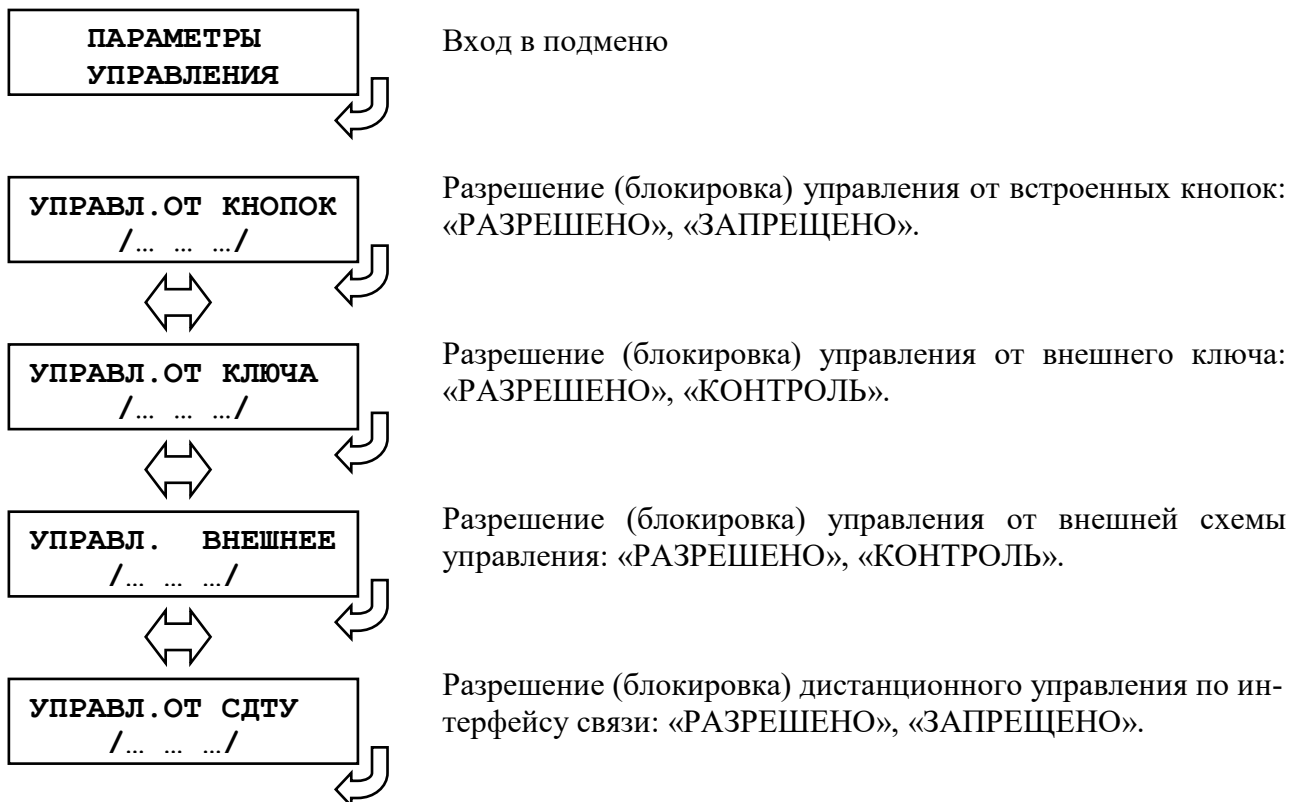 ПАРАМЕТРЫ
УПРАВЛЕНИЯ
Вход в подменю
УПРАВЛ.ОТ КНОПОК
/… … …/
Разрешение (блокировка) управления от встроенных кнопок:
«РАЗРЕШЕНО», «ЗАПРЕЩЕНО».
УПРАВЛ.ОТ КЛЮЧА
/… … …/
Разрешение (блокировка) управления от внешнего ключа:
«РАЗРЕШЕНО», «КОНТРОЛЬ».
УПРАВЛ. ВНЕШНЕЕ
/… … …/
Разрешение (блокировка) управления от внешней схемы
управления: «РАЗРЕШЕНО», «КОНТРОЛЬ».
УПРАВЛ.ОТ СДТУ
/… … …/
Разрешение (блокировка) дистанционного управления по ин-
терфейсу связи: «РАЗРЕШЕНО», «ЗАПРЕЩЕНО».